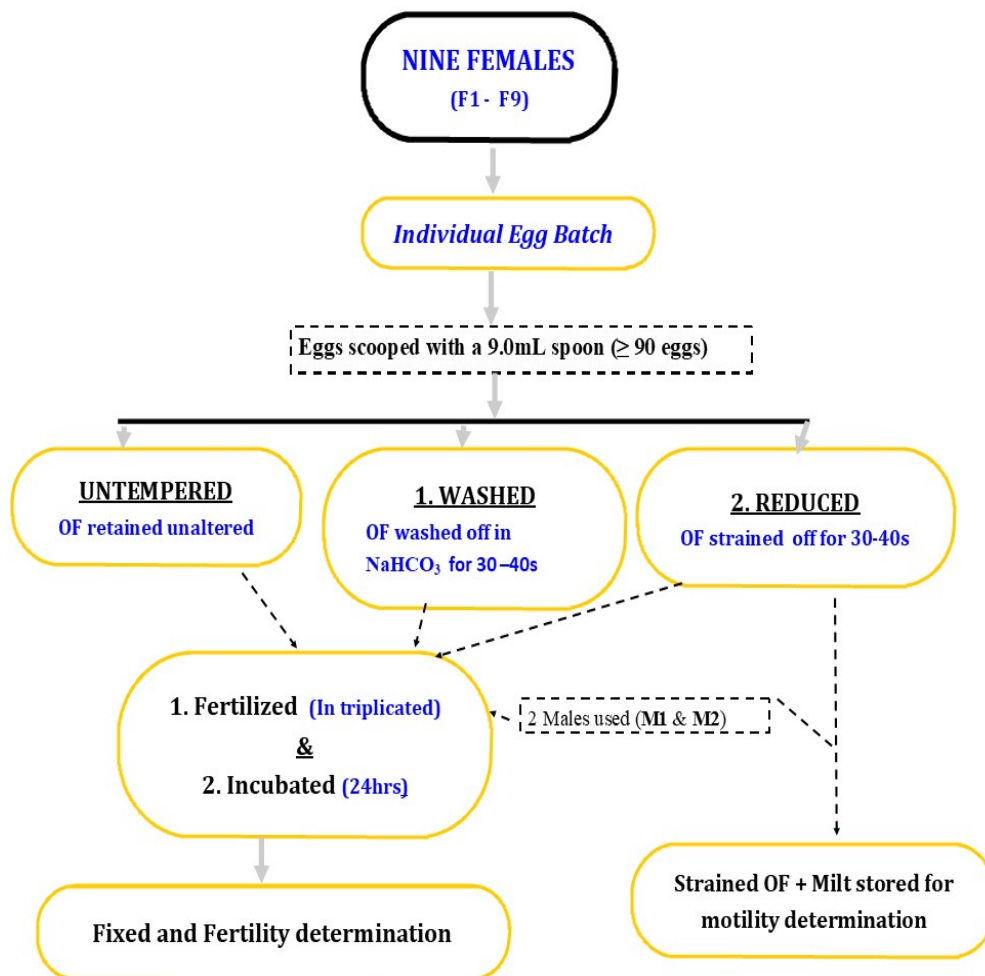 NINE FEMALES
(F1 - F9)
Individual Egg Batch
Eggs scooped with a 9.0mL spoon (≥ 90 eggs)
UNTEMPERED
OF retained unaltered
1. WASHED
OF washed off in
NaHCO₃ for 30–40s
2. REDUCED
OF strained off for 30-40s
1. Fertilized (In triplicated)
&
2. Incubated (24hrs)
2 Males used (M1 & M2)
Fixed and Fertility determination
Strained OF + Milt stored for
motility determination